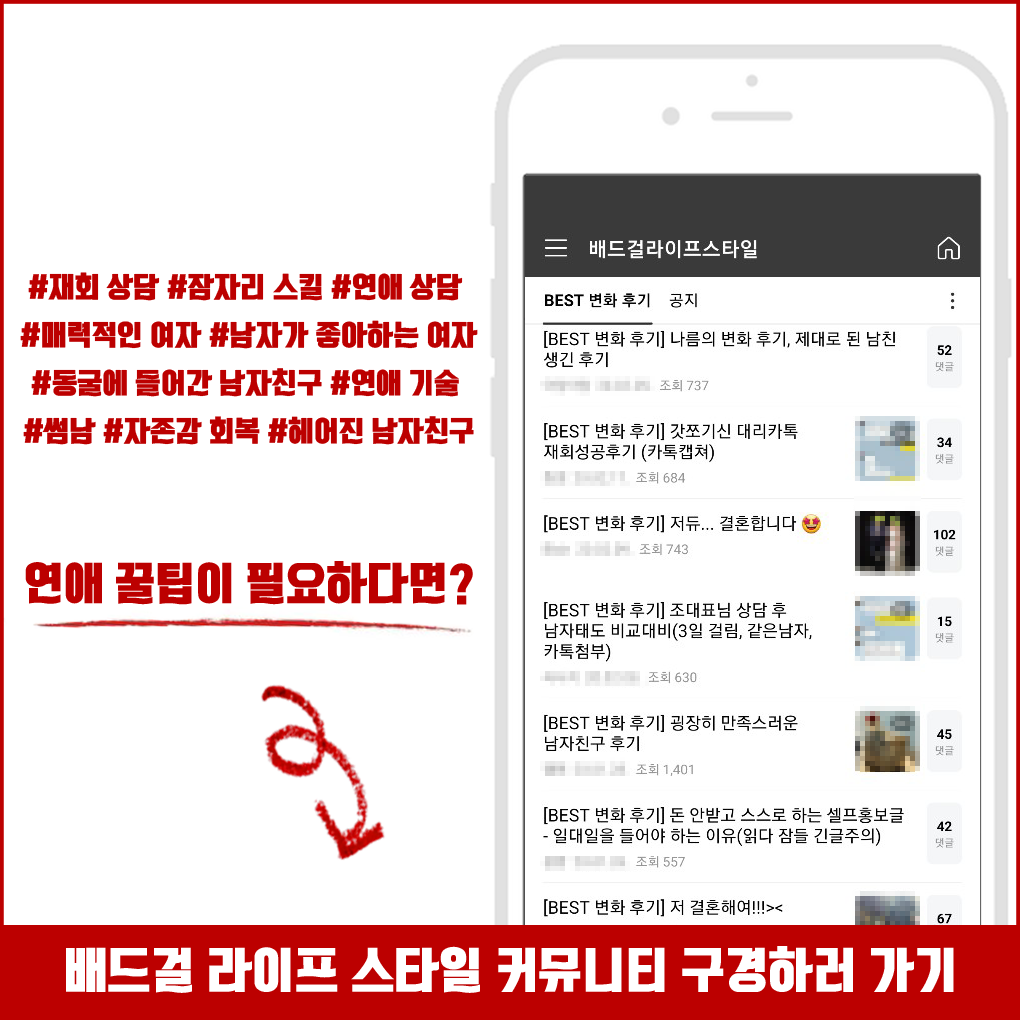 #재회 상담 #잠자리 스킬 #연애 상담
#매력적인 여자 #남자가 좋아하는 여자
#동굴에 들어간 남자친구 #연애 기술
#썸남 #자존감 회복 #헤어진 남자친구
연애 꿀팁이 필요하다면?
배드걸라이프스타일
BEST 변화 후기 공지
[BEST 변화 후기] 나름의 변화 후기, 제대로 된 남친
생긴 후기
조회 737
52
댓글
[BEST 변화 후기] 갓쪼기신 대리카톡
재회성공후기 (카톡캡쳐)
조회 684
34
댓글
[BEST 변화 후기] 저듀... 결혼합니다 🤩
조회 743
102
댓글
[BEST 변화 후기] 조대표님 상담 후
남자태도 비교대비(3일 걸림, 같은남자,
카톡첨부)
조회 630
15
댓글
[BEST 변화 후기] 굉장히 만족스러운
남자친구 후기
조회 1,401
45
댓글
[BEST 변화 후기] 돈 안받고 스스로 하는 셀프홍보글
- 일대일을 들어야 하는 이유(읽다 잠들 긴글주의)
조회 557
42
댓글
[BEST 변화 후기] 저 결혼해여!!!><
67
배드걸 라이프 스타일 커뮤니티 구경하러 가기